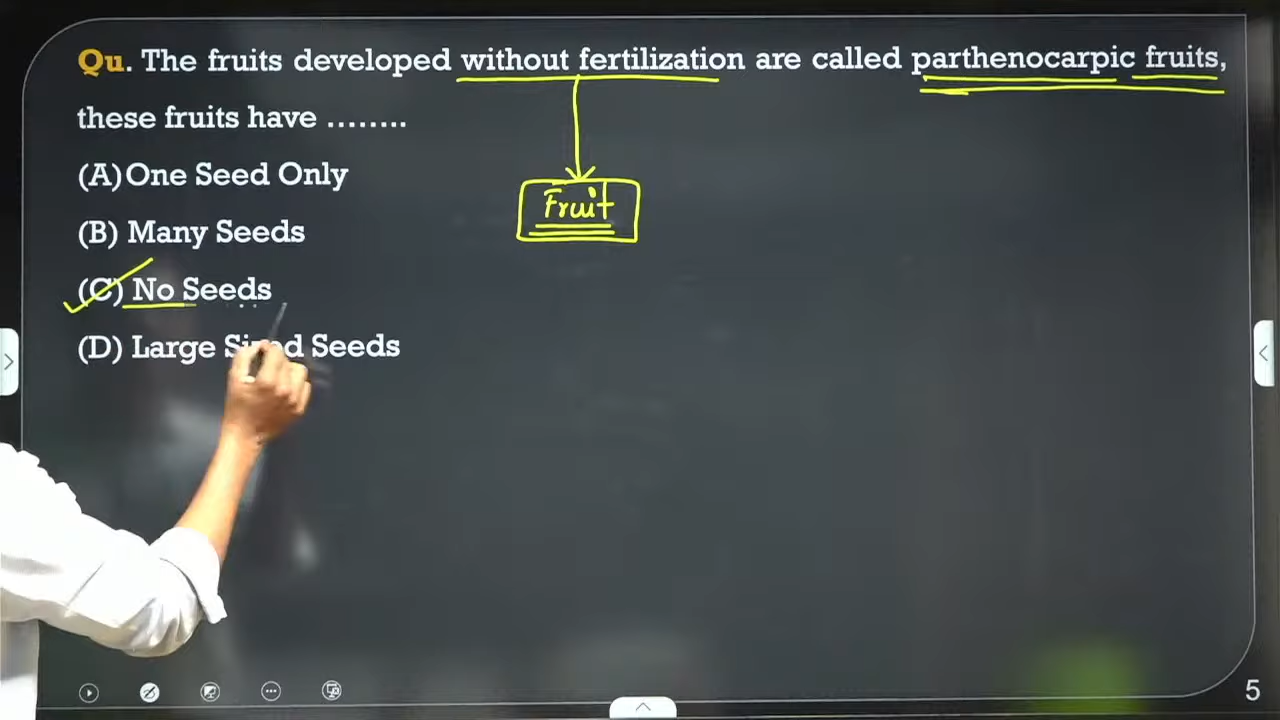 Qu. The fruits developed without fertilization are called parthenocarpic fruits,
these fruits have ........
(A) One Seed Only
(B) Many Seeds
(C) No Seeds
(D) Large Sized Seeds
Fruit
5